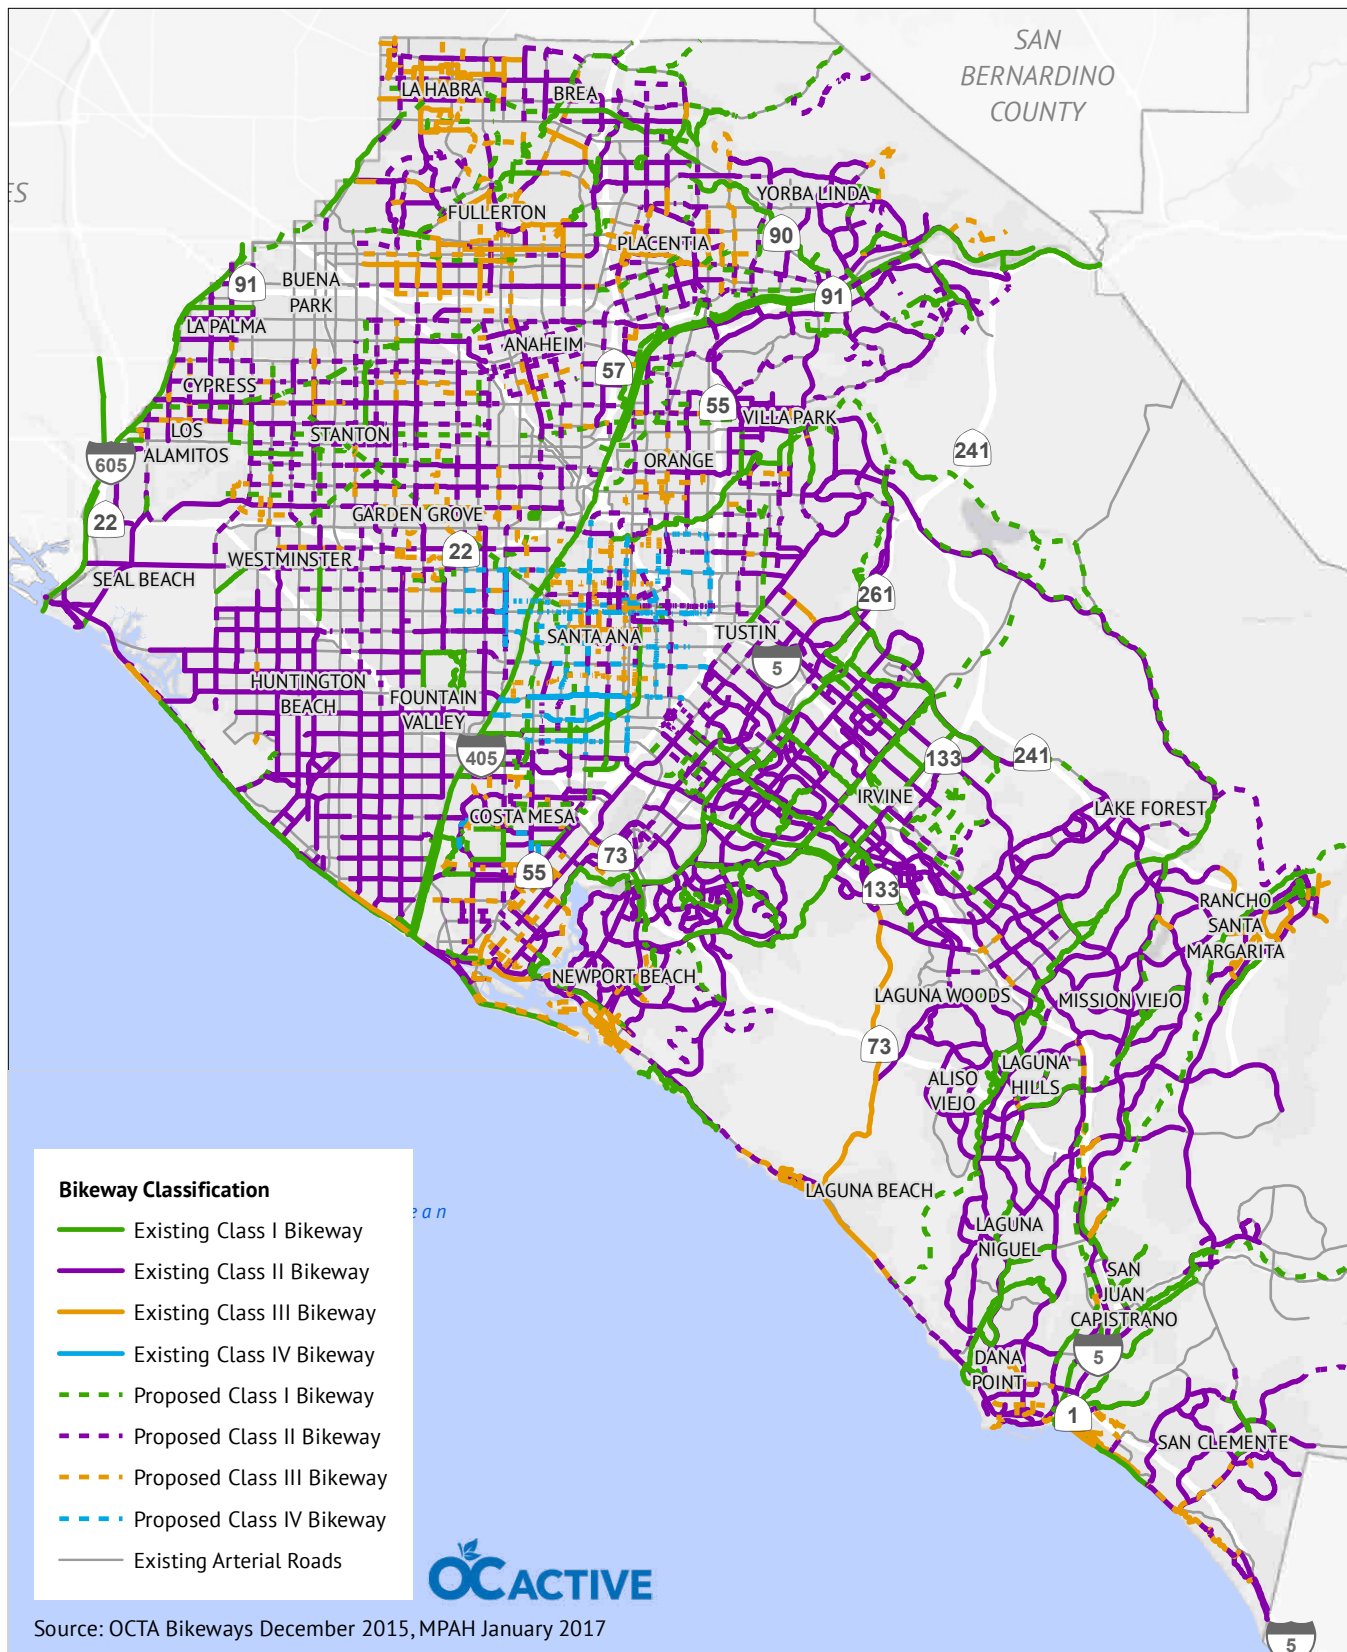 SAN
BERNARDINO
COUNTY
ES
LA HABRA
BREA
YORBA LINDA
FULLERTON
PLACENTIA
90
91
BUENA
PARK
91
LA PALMA
ANAHEIM
57
CYPRESS
55
VILLA PARK
LOS
ALAMITOS
STANTON
241
605
ORANGE
22
GARDEN GROVE
22
WESTMINSTER
SEAL BEACH
261
SANTA ANA
TUSTIN
5
HUNTINGTON
BEACH
FOUNTAIN
VALLEY
405
133
241
IRVINE
LAKE FOREST
COSTA MESA
73
55
133
RANCHO
SANTA
MARGARITA
NEWPORT BEACH
LAGUNA WOODS
MISSION VIEJO
73
LAGUNA
HILLS
ALISO
VIEJO
LAGUNA BEACH
LAGUNA
NIGUEL
SAN
JUAN
CAPISTRANO
5
DANA
POINT
1
SAN CLEMENTE
5
ean
Bikeway Classification
Existing Class I Bikeway
Existing Class II Bikeway
Existing Class III Bikeway
Existing Class IV Bikeway
Proposed Class I Bikeway
Proposed Class II Bikeway
Proposed Class III Bikeway
Proposed Class IV Bikeway
Existing Arterial Roads
OC ACTIVE
Source: OCTA Bikeways December 2015, MPAH January 2017